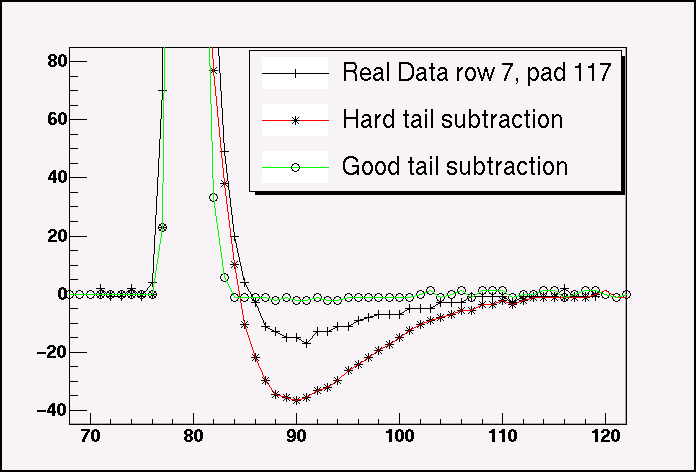 80
60
40
20
0
−20
−40
Real Data row 7, pad 117
Hard tail subtraction
Good tail subtraction
70 80 90 100 110 120